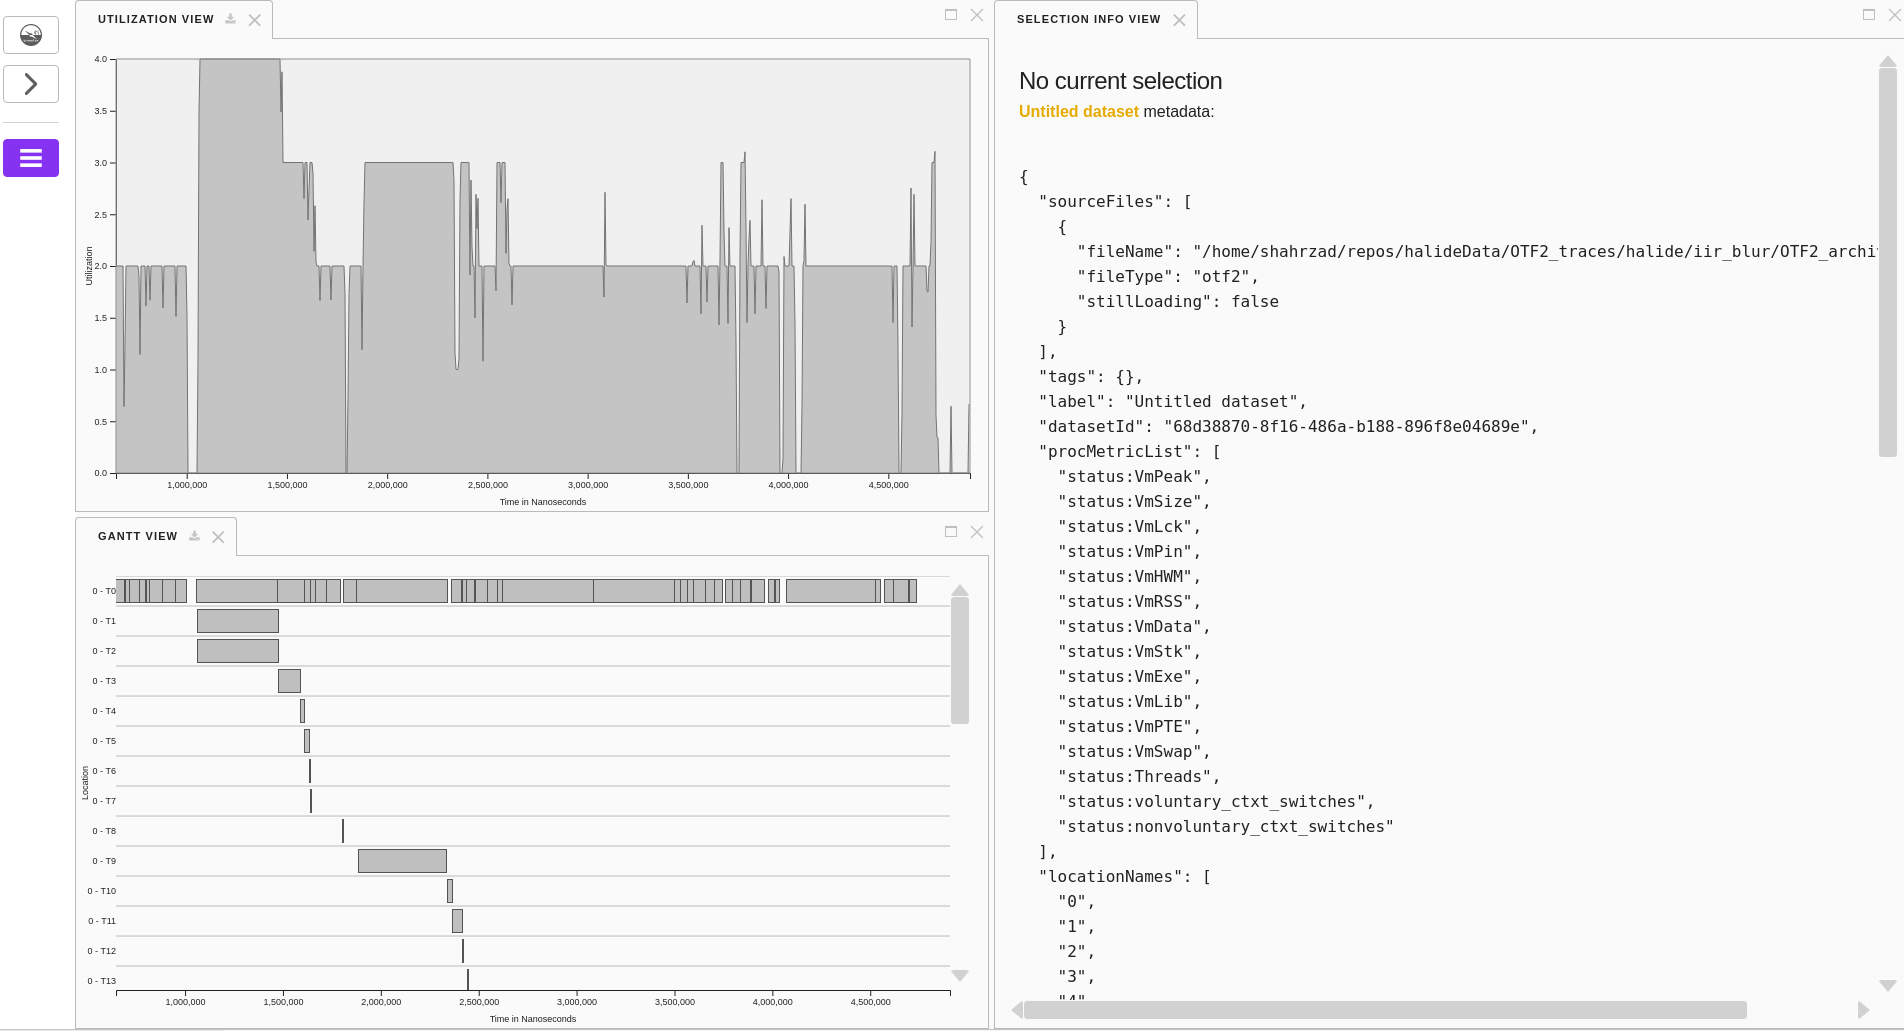 UTILIZATION VIEW
4.0
3.5
3.0
2.5
2.0
1.5
1.0
0.5
0.0
Utilization
1,000,000 1,500,000 2,000,000 2,500,000 3,000,000 3,500,000 4,000,000 4,500,000
Time in Nanoseconds
GANTT VIEW
0 - T0
0 - T1
0 - T2
0 - T3
0 - T4
0 - T5
0 - T6
0 - T7
0 - T8
0 - T9
0 - T10
0 - T11
0 - T12
0 - T13
Location
1,000,000 1,500,000 2,000,000 2,500,000 3,000,000 3,500,000 4,000,000 4,500,000
Time in Nanoseconds
SELECTION INFO VIEW
No current selection
Untitled dataset metadata:
{
"sourceFiles": [
{
"fileName": "/home/shahrzad/repos/halideData/OTF2_traces/halide/iir_blur/OTF2_archi
"fileType": "otf2",
"stillLoading": false
}
],
"tags": {},
"label": "Untitled dataset",
"datasetId": "68d38870-8f16-486a-b188-896f8e04689e",
"procMetricList": [
"status:VmPeak",
"status:VmSize",
"status:VmLck",
"status:VmPin",
"status:VmHWM",
"status:VmRSS",
"status:VmData",
"status:VmStk",
"status:VmExe",
"status:VmLib",
"status:VmPTE",
"status:VmSwap",
"status:Threads",
"status:voluntary_ctxt_switches",
"status:nonvoluntary_ctxt_switches"
],
"locationNames": [
"0",
"1",
"2",
"3",
"4"